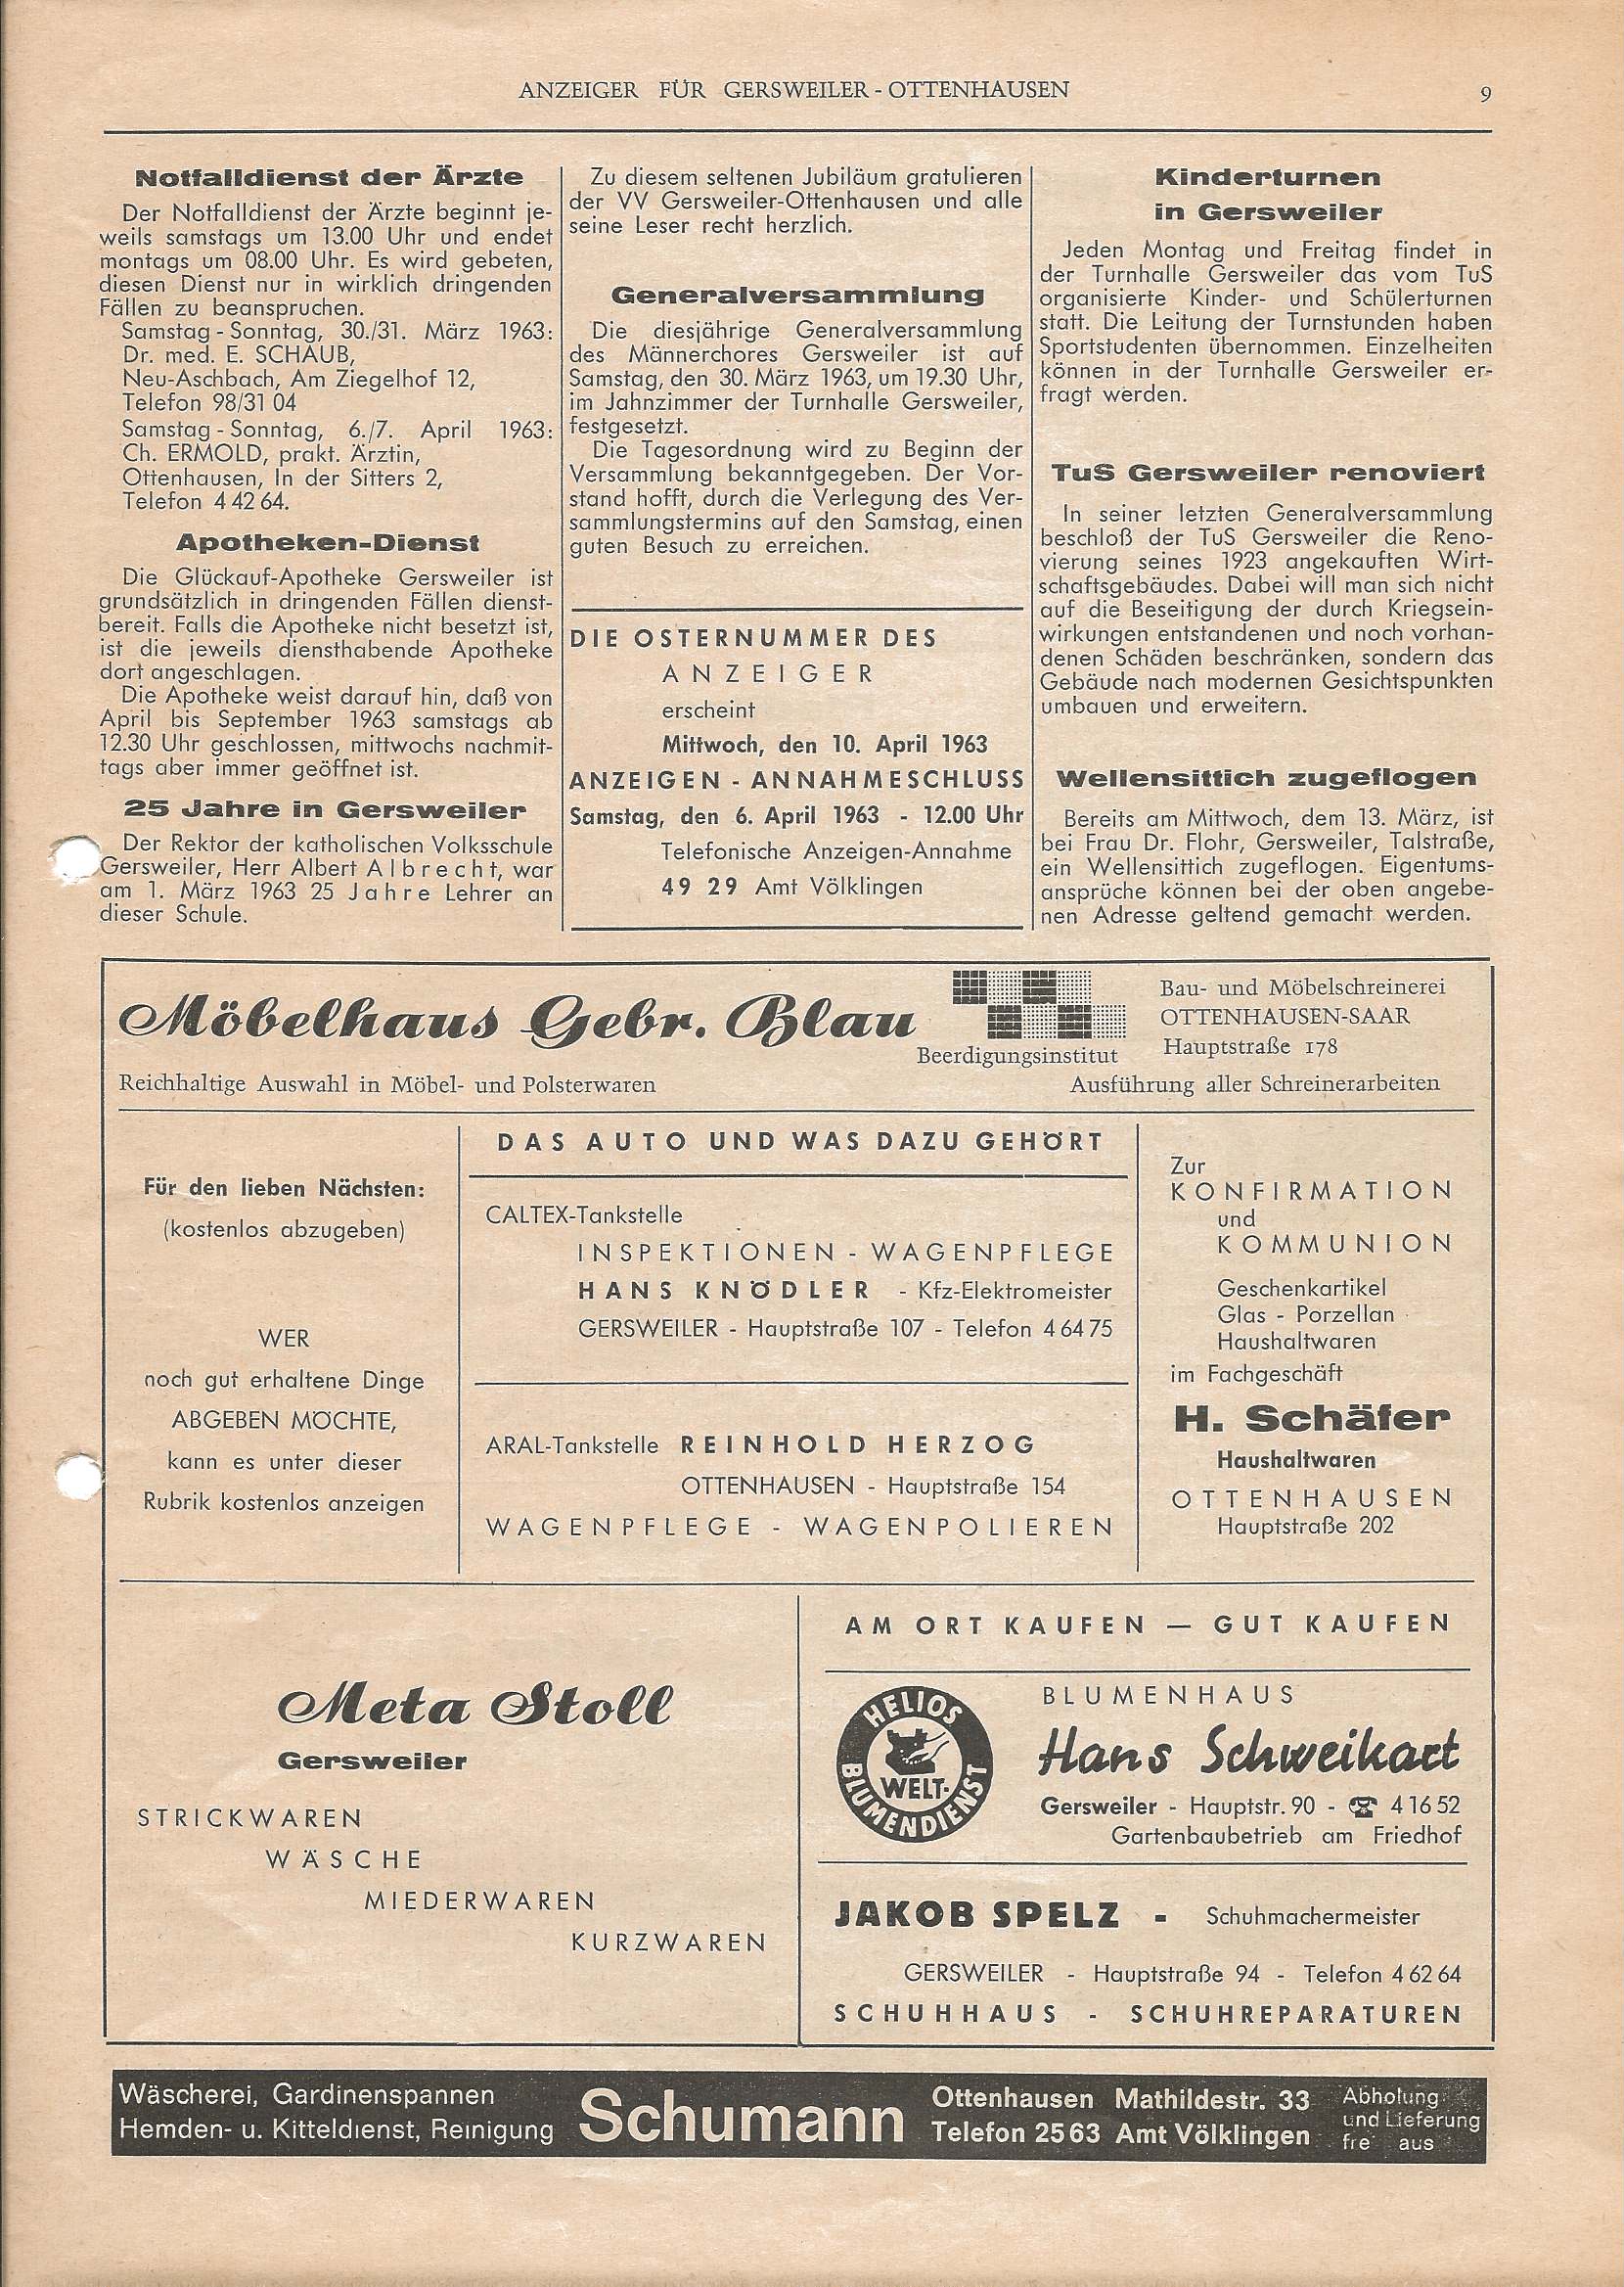 ANZEIGER FÜR GERSWEILER - OTTENHAUSEN
9
Notfalldienst der Ärzte
Der Notfalldienst der Ärzte beginnt je-
weils samstags um 13.00 Uhr und endet
montags um 08.00 Uhr. Es wird gebeten,
diesen Dienst nur in wirklich dringenden
Fällen zu beanspruchen.
Samstag - Sonntag, 30./31. März 1963:
Dr. med. E. SCHAUB,
Neu-Aschbach, Am Ziegelhof 12,
Telefon 98/31 04
Samstag - Sonntag, 6./7. April 1963:
Ch. ERMOLD, prakt. Ärztin,
Ottenhausen, In der Sitters 2,
Telefon 4 42 64.
Apotheken-Dienst
Die Glückauf-Apotheke Gersweiler ist
grundsätzlich in dringenden Fällen dienst-
bereit. Falls die Apotheke nicht besetzt ist,
ist die jeweils diensthabende Apotheke
dort angeschlagen.
Die Apotheke weist darauf hin, daß von
April bis September 1963 samstags ab
12.30 Uhr geschlossen, mittwochs nachmit-
tags aber immer geöffnet ist.
25 Jahre in Gersweiler
Der Rektor der katholischen Volksschule
Gersweiler, Herr Albert Albrecht, war
am 1. März 1963 25 Jahre Lehrer an
dieser Schule.
Zu diesem seltenen Jubiläum gratulieren
der VV Gersweiler-Ottenhausen und alle
seine Leser recht herzlich.
Generalversammlung
Die diesjährige Generalversammlung
des Männerchores Gersweiler ist auf
Samstag, den 30. März 1963, um 19.30 Uhr,
im Jahnzimmer der Turnhalle Gersweiler,
festgesetzt.
Die Tagesordnung wird zu Beginn der
Versammlung bekanntgegeben. Der Vor-
stand hofft, durch die Verlegung des Ver-
sammlungstermins auf den Samstag, einen
guten Besuch zu erreichen.
DIE OSTERNUMMER DES
ANZEIGER
erscheint
Mittwoch, den 10. April 1963
ANZEIGEN - ANNAHMESCHLUSS
Samstag, den 6. April 1963 - 12.00 Uhr
Telefonische Anzeigen-Annahme
49 29 Amt Völklingen
Kinderturnen
in Gersweiler
Jeden Montag und Freitag findet in
der Turnhalle Gersweiler das vom TuS
organisierte Kinder- und Schülerturnen
statt. Die Leitung der Turnstunden haben
Sportstudenten übernommen. Einzelheiten
können in der Turnhalle Gersweiler er-
fragt werden.
TuS Gersweiler renoviert
In seiner letzten Generalversammlung
beschloß der TuS Gersweiler die Reno-
vierung seines 1923 angekauften Wirt-
schaftsgebäudes. Dabei will man sich nicht
auf die Beseitigung der durch Kriegsein-
wirkungen entstandenen und noch vorhan-
denen Schäden beschränken, sondern das
Gebäude nach modernen Gesichtspunkten
umbauen und erweitern.
Wellensittich zugeflogen
Bereits am Mittwoch, dem 13. März, ist
bei Frau Dr. Flohr, Gersweiler, Talstraße,
ein Wellensittich zugeflogen. Eigentums-
ansprüche können bei der oben angebe-
nen Adresse geltend gemacht werden.
Möbelhaus Gebr. Blau
Beerdigungsinstitut
Bau- und Möbelschreinerei
OTTENHAUSEN-SAAR
Hauptstraße 178
Reichhaltige Auswahl in Möbel- und Polsterwaren
Ausführung aller Schreinerarbeiten
Für den lieben Nächsten:
(kostenlos abzugeben)
WER
noch gut erhaltene Dinge
ABGEBEN MÖCHTE,
kann es unter dieser
Rubrik kostenlos anzeigen
DAS AUTO UND WAS DAZU GEHÖRT
CALTEX-Tankstelle
INSPEKTIONEN - WAGENPFLEGE
HANS KNÖDLER - Kfz-Elektromeister
GERSWEILER - Hauptstraße 107 - Telefon 4 64 75
ARAL-Tankstelle REINHOLD HERZOG
OTTENHAUSEN - Hauptstraße 154
WAGENPFLEGE - WAGENPOLIEREN
Zur
KONFIRMATION
und
KOMMUNION
Geschenkartikel
Glas - Porzellan
Haushaltwaren
im Fachgeschäft
H. Schäfer
Haushaltwaren
OTTENHAUSEN
Hauptstraße 202
Meta Stoll
Gersweiler
STRICKWAREN
WÄSCHE
MIEDERWAREN
KURZWAREN
AM ORT KAUFEN — GUT KAUFEN
HELIOS
WELT-
BLUMENDIENST
BLUMENHAUS
Hans Schweikart
Gersweiler - Hauptstr. 90 - ☎ 4 16 52
Gartenbaubetrieb am Friedhof
JAKOB SPELZ - Schuhmachermeister
GERSWEILER - Hauptstraße 94 - Telefon 4 62 64
SCHUHHAUS - SCHUHREPARATUREN
Wäscherei, Gardinenspannen
Hemden- u. Kitteldienst, Reinigung
Schumann
Ottenhausen Mathildestr. 33
Telefon 25 63 Amt Völklingen
Abholung
und Lieferung
aus